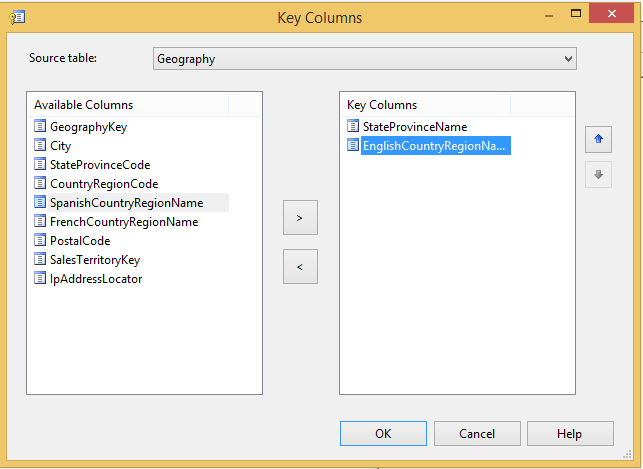 Key Columns
Source table:
Geography
Available Columns
GeographyKey
City
StateProvinceCode
CountryRegionCode
SpanishCountryRegionName
FrenchCountryRegionName
PostalCode
SalesTerritoryKey
IpAddressLocator
>
<
Key Columns
StateProvinceName
EnglishCountryRegionNa...
OK
Cancel
Help